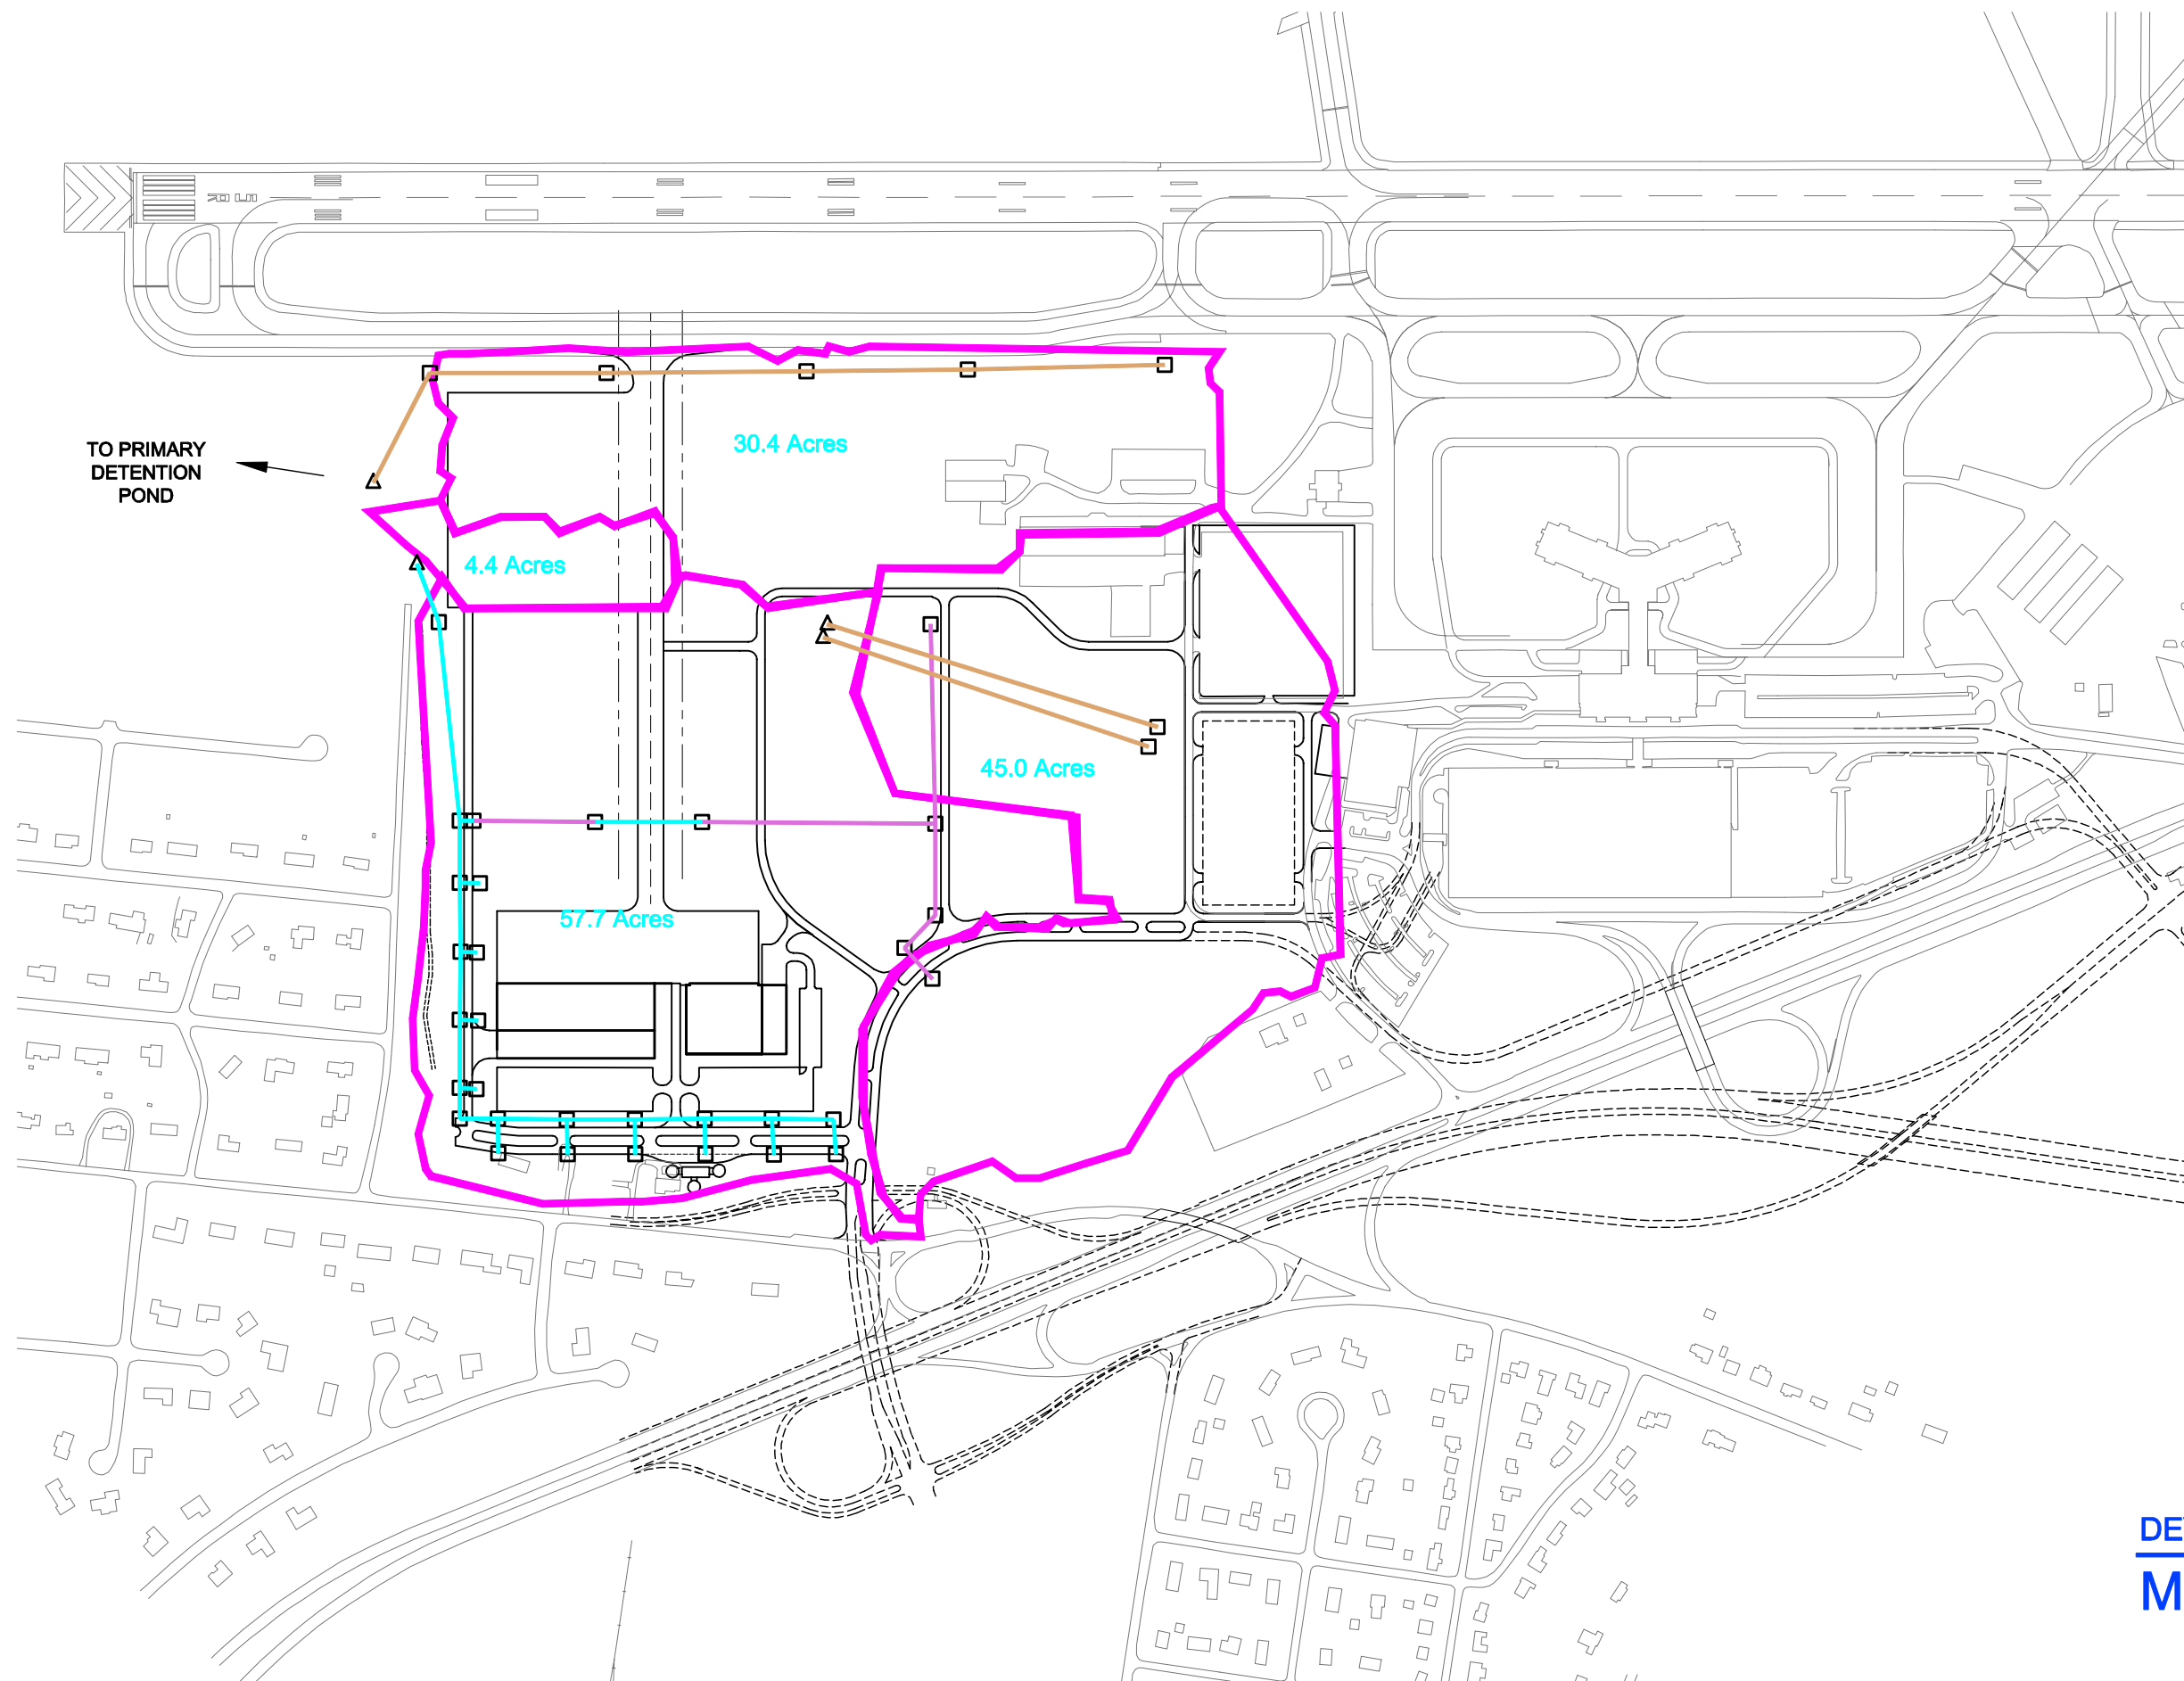 30.4 Acres
TO PRIMARY
DETENTION
POND
4.4 Acres
45.0 Acres
57.7 Acres
DE
M